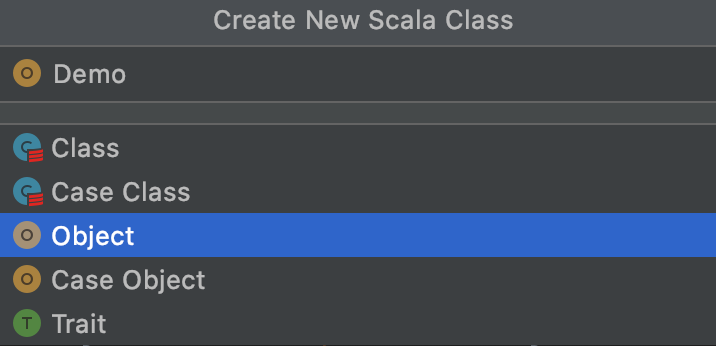 Create New Scala Class
O Demo
C Class
C Case Class
O Object
O Case Object
T Trait